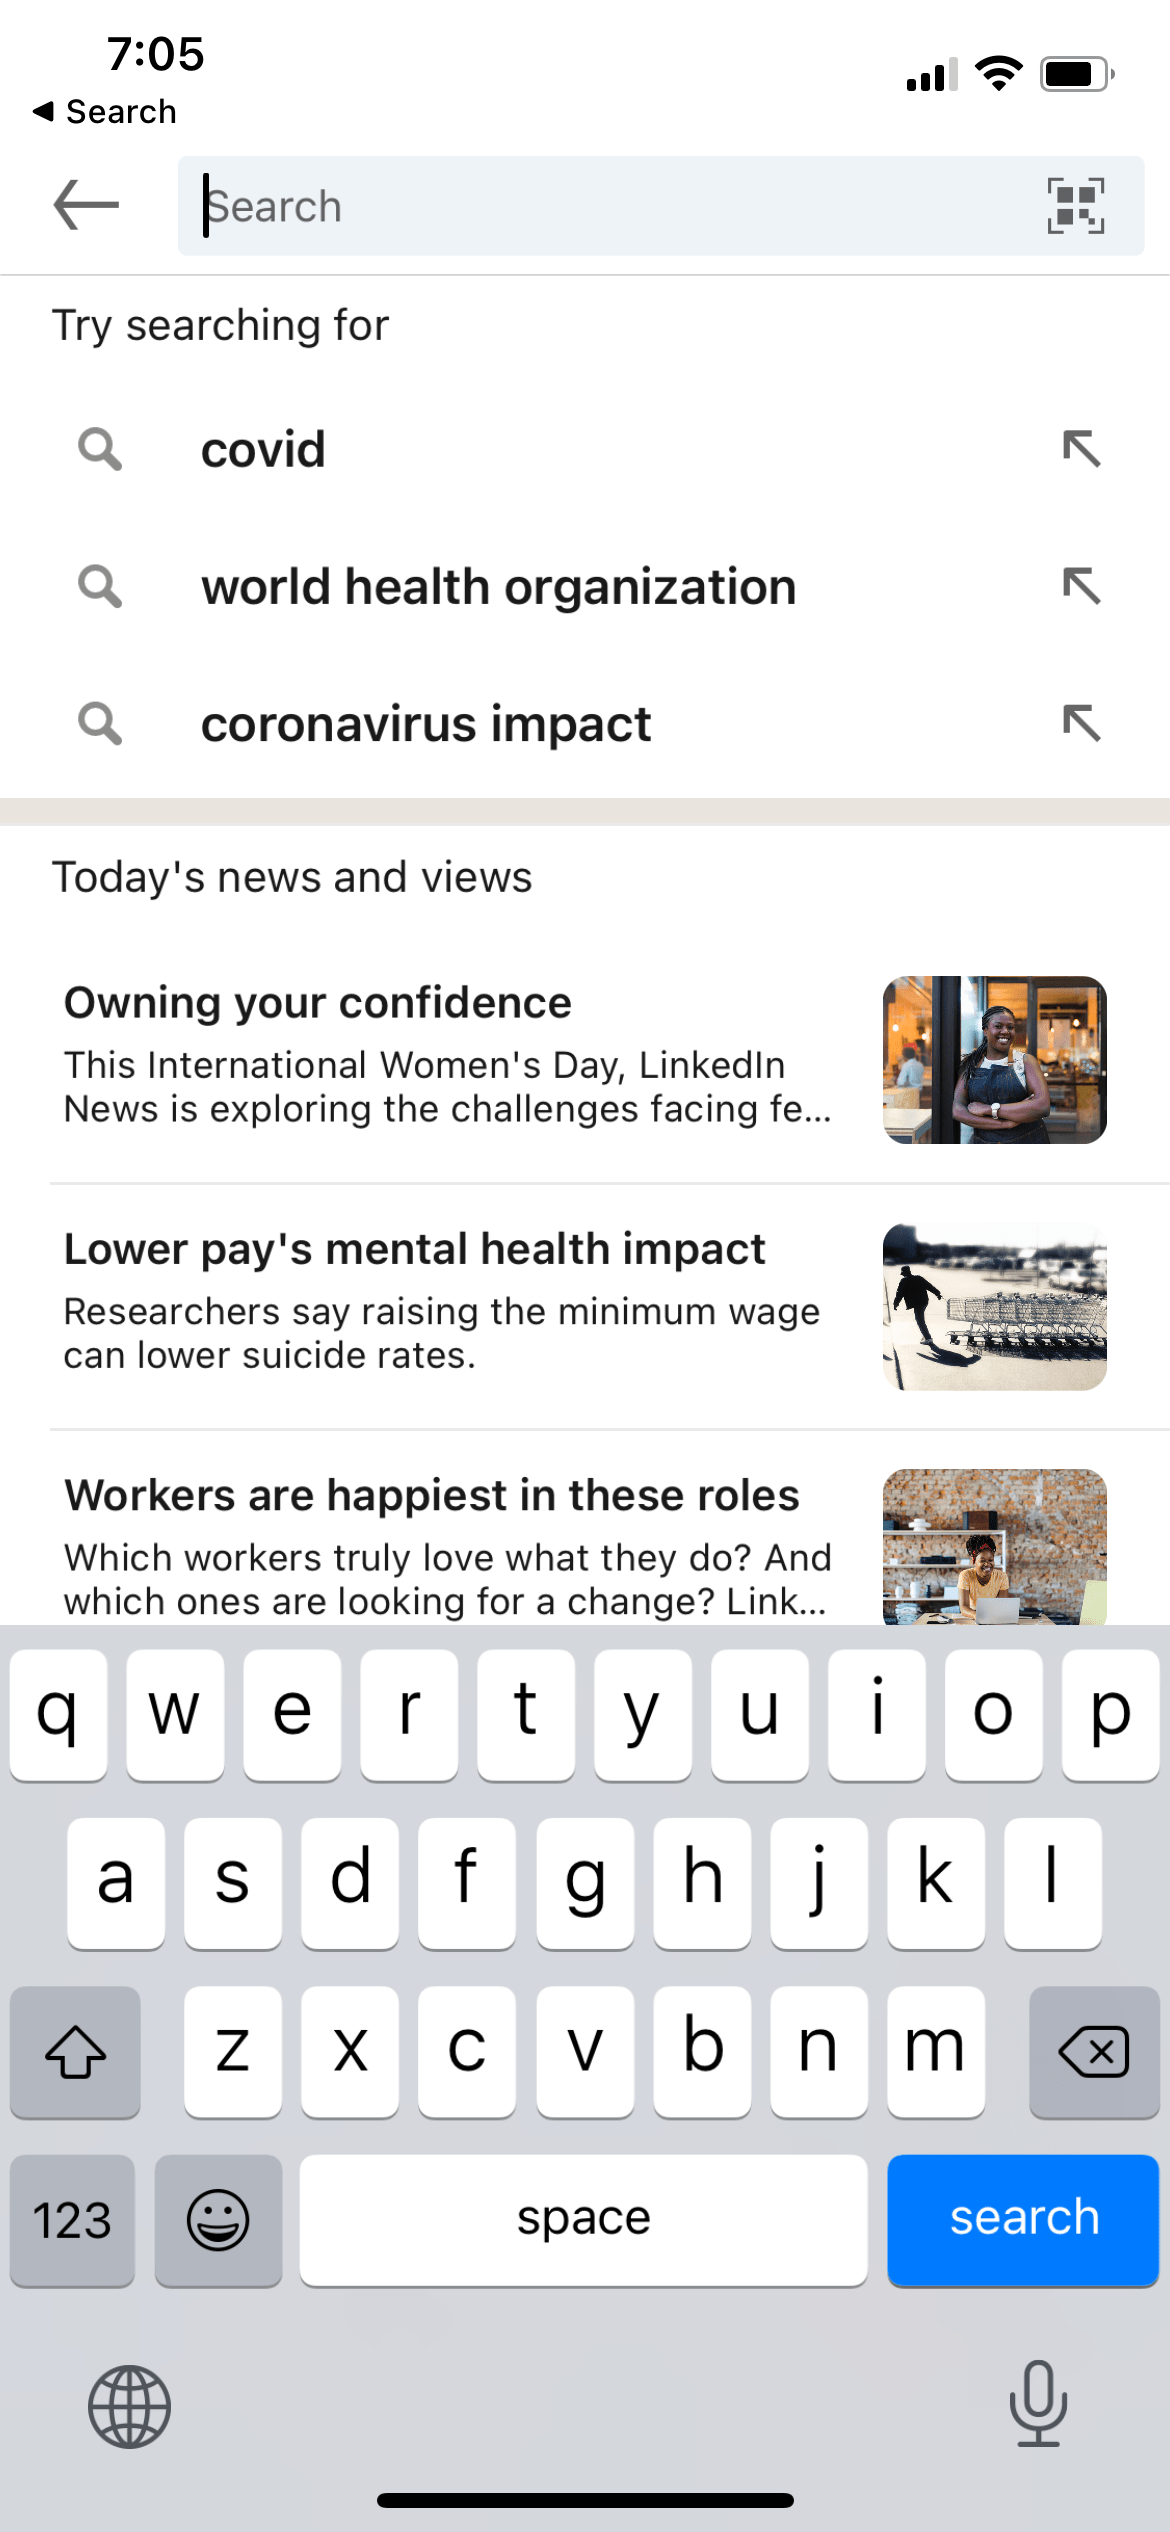 7:05
◀ Search
Search
Try searching for
covid
world health organization
coronavirus impact
Today's news and views
Owning your confidence
This International Women's Day, LinkedIn
News is exploring the challenges facing fe...
Lower pay's mental health impact
Researchers say raising the minimum wage
can lower suicide rates.
Workers are happiest in these roles
Which workers truly love what they do? And
which ones are looking for a change? Link...
q w e r t y u i o p
a s d f g h j k l
z x c v b n m
123 space search